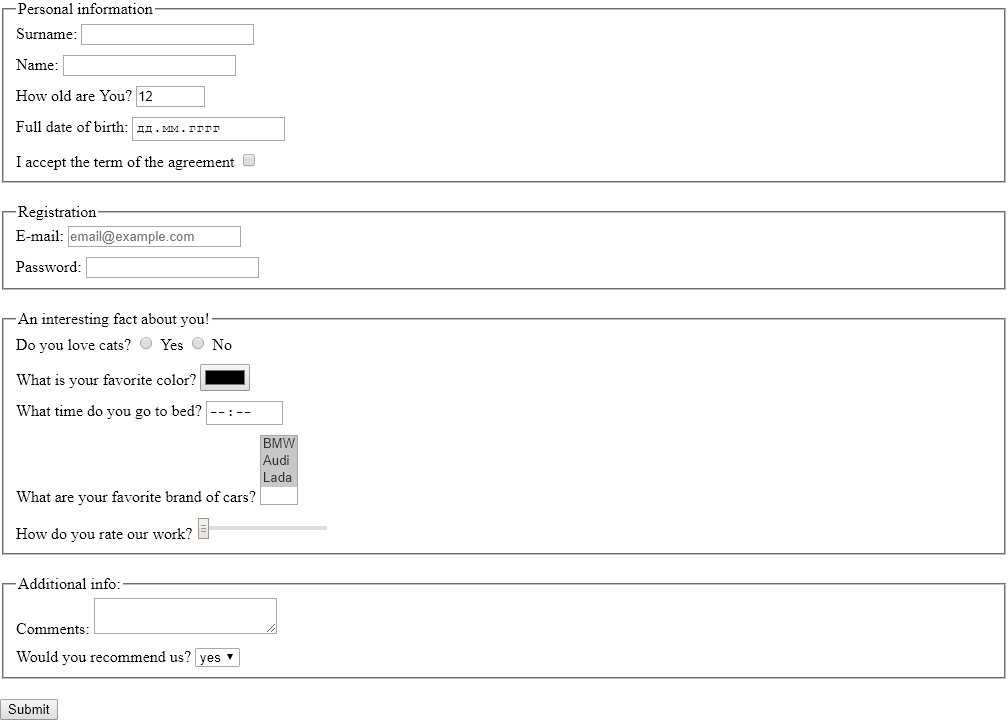 Personal information
Surname:
Name:
How old are You? 12
Full date of birth: дд.мм.гггг
I accept the term of the agreement
Registration
E-mail: email@example.com
Password:
An interesting fact about you!
Do you love cats? Yes No
What is your favorite color?
What time do you go to bed? --:--
BMW
Audi
Lada
What are your favorite brand of cars?
How do you rate our work?
Additional info:
Comments:
Would you recommend us? yes
Submit